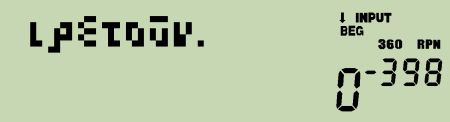 ↓ INPUT
BEG
360 RPN
0-398